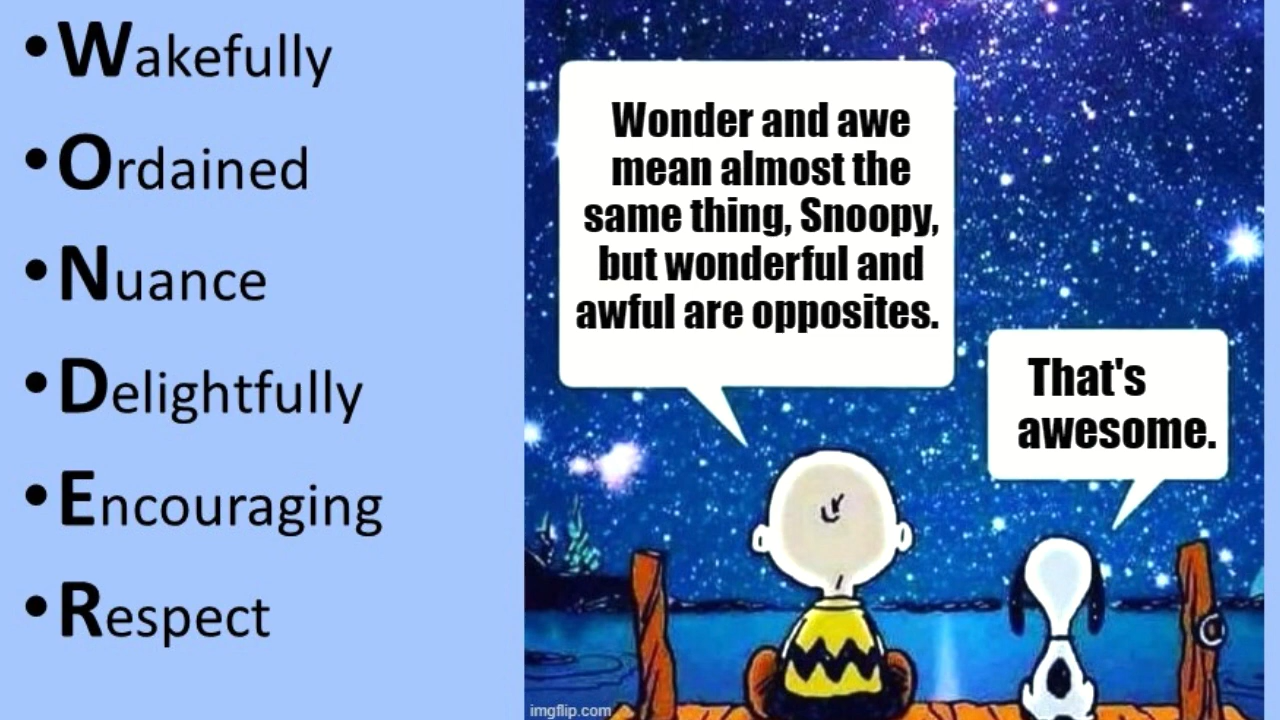 • Wakefully
• Ordained
• Nuance
• Delightfully
• Encouraging
• Respect
Wonder and awe
mean almost the
same thing, Snoopy,
but wonderful and
awful are opposites.
That's
awesome.
imgflip.com